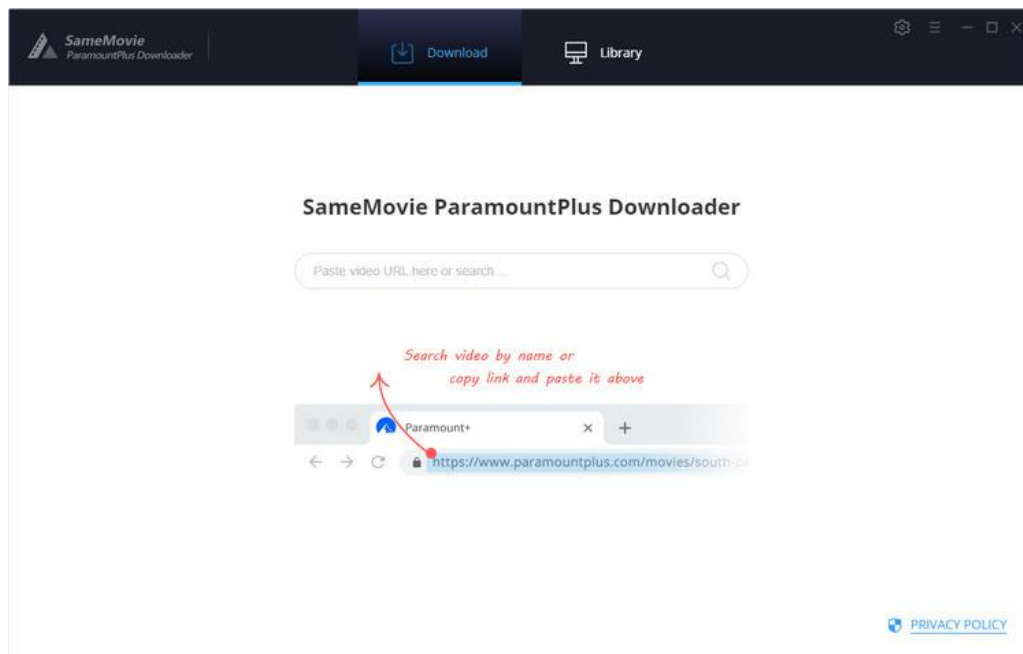 SameMovie
ParamountPlus Downloader
Download
Library
SameMovie ParamountPlus Downloader
Paste video URL here or search ...
Search video by name or
copy link and paste it above
Paramount+
https://www.paramountplus.com/movies/south-p
PRIVACY POLICY